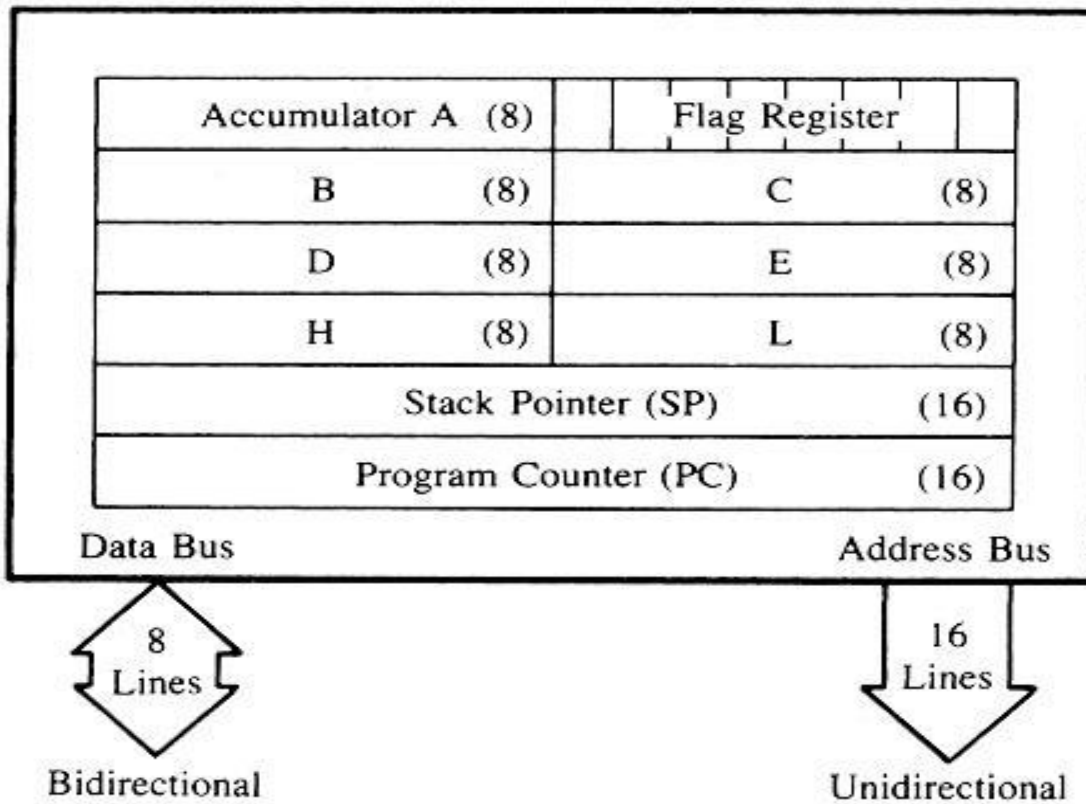 Accumulator A (8) Flag Register
B (8) C (8)
D (8) E (8)
H (8) L (8)
Stack Pointer (SP) (16)
Program Counter (PC) (16)
Data Bus Address Bus
8 16
Lines Lines
Bidirectional Unidirectional